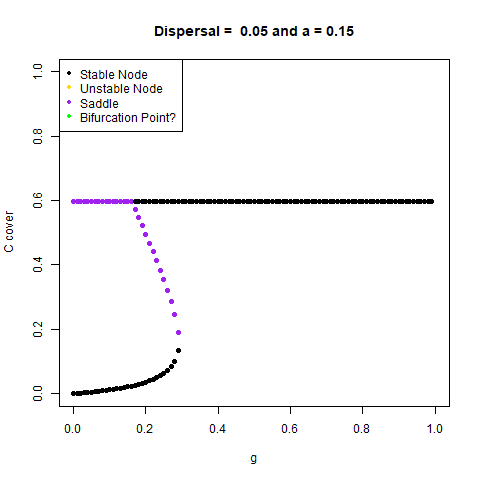 Dispersal =  0.05 and a = 0.15
Stable Node
Unstable Node
Saddle
Bifurcation Point?
C cover
1.0
0.8
0.6
0.4
0.2
0.0
0.0 0.2 0.4 0.6 0.8 1.0
g